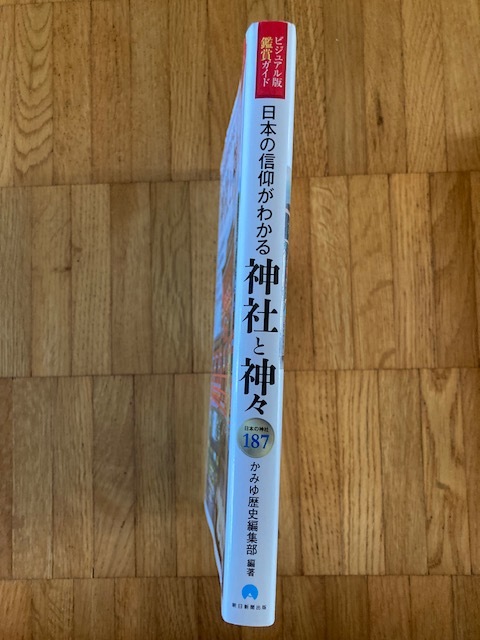 ビジュアル版
鑑賞ガイド
日本の信仰がわかる
神社と神々
日本の神社
187
かみゆ歴史編集部 編著
朝日新聞出版